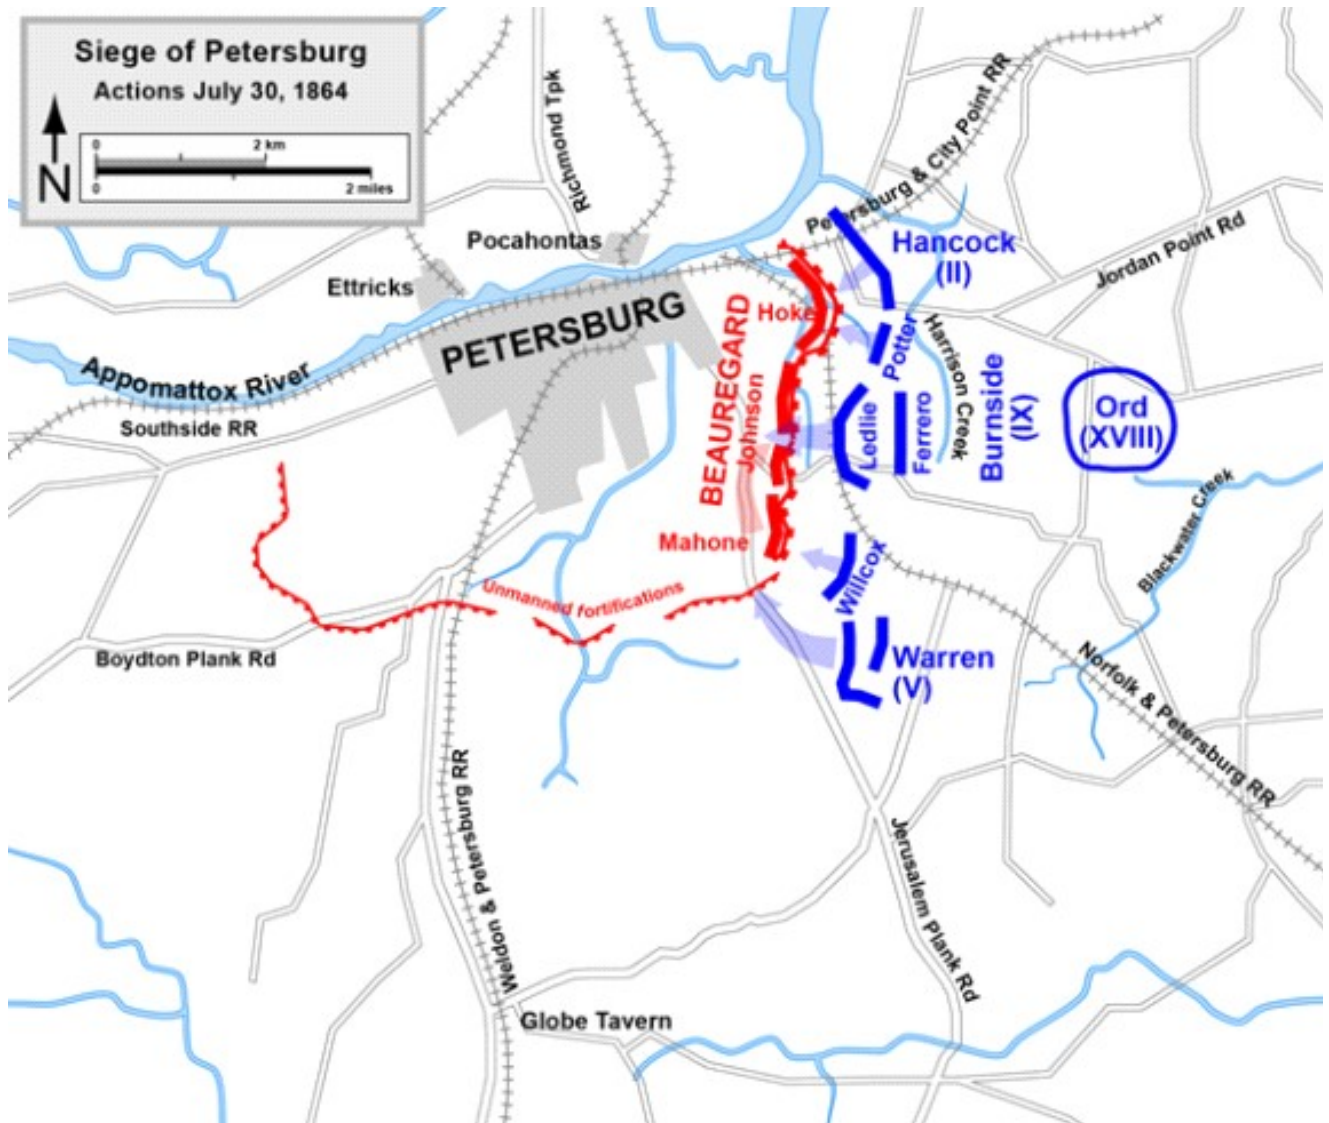 Siege of Petersburg
Actions July 30, 1864
0 2 km
0 2 miles
N
Richmond Tpk
Petersburg & City Point RR
Pocahontas
Hancock
(II)
Jordan Point Rd
Ettricks
PETERSBURG
BEAUREGARD
Hoke
Potter
Harrison Creek
Appomattox River
Southside RR
Johnson
Ledlie
Ferrero
Burnside
(IX)
Ord
(XVIII)
Blackwater Creek
Mahone
Willcox
Unmanned fortifications
Boydton Plank Rd
Warren
(V)
Norfolk & Petersburg RR
Weldon & Petersburg RR
Jerusalem Plank Rd
Globe Tavern